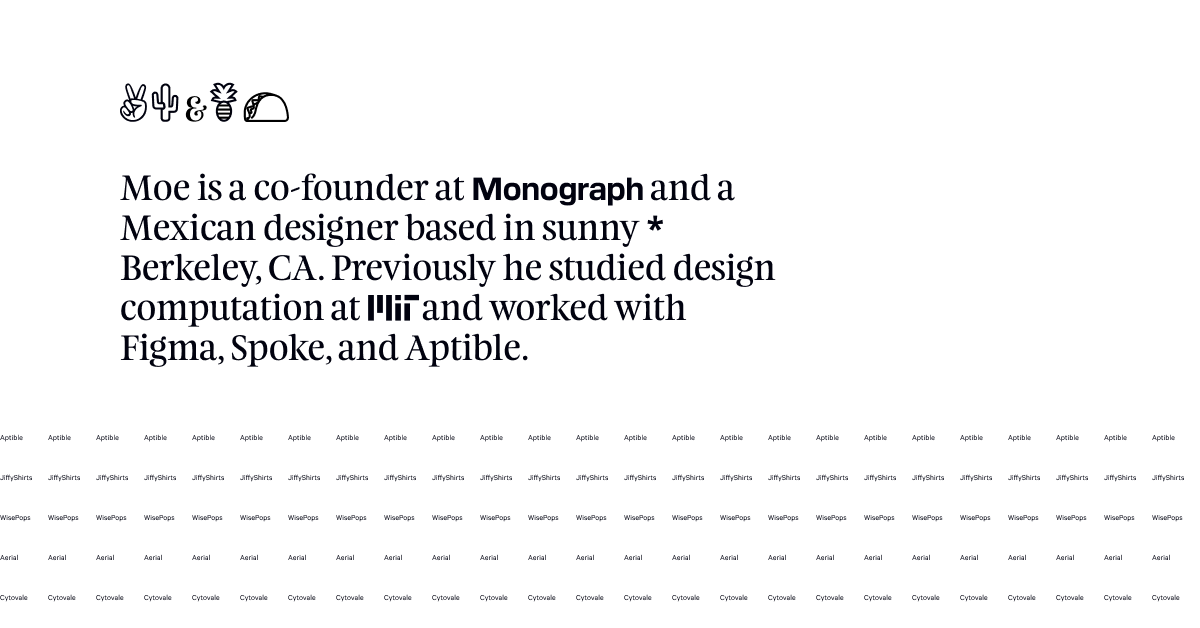 &
Moe is a co-founder at Monograph and a
Mexican designer based in sunny *
Berkeley, CA. Previously he studied design
computation at MIT and worked with
Figma, Spoke, and Aptible.
Aptible Aptible Aptible Aptible Aptible Aptible Aptible Aptible Aptible Aptible Aptible Aptible Aptible Aptible Aptible Aptible Aptible Aptible Aptible Aptible Aptible Aptible Aptible Aptible Aptible
JiffyShirts JiffyShirts JiffyShirts JiffyShirts JiffyShirts JiffyShirts JiffyShirts JiffyShirts JiffyShirts JiffyShirts JiffyShirts JiffyShirts JiffyShirts JiffyShirts JiffyShirts JiffyShirts JiffyShirts JiffyShirts JiffyShirts JiffyShirts JiffyShirts JiffyShirts JiffyShirts JiffyShirts JiffyShirts
WisePops WisePops WisePops WisePops WisePops WisePops WisePops WisePops WisePops WisePops WisePops WisePops WisePops WisePops WisePops WisePops WisePops WisePops WisePops WisePops WisePops WisePops WisePops WisePops WisePops
Aerial Aerial Aerial Aerial Aerial Aerial Aerial Aerial Aerial Aerial Aerial Aerial Aerial Aerial Aerial Aerial Aerial Aerial Aerial Aerial Aerial Aerial Aerial Aerial Aerial
Cytovale Cytovale Cytovale Cytovale Cytovale Cytovale Cytovale Cytovale Cytovale Cytovale Cytovale Cytovale Cytovale Cytovale Cytovale Cytovale Cytovale Cytovale Cytovale Cytovale Cytovale Cytovale Cytovale Cytovale Cytovale